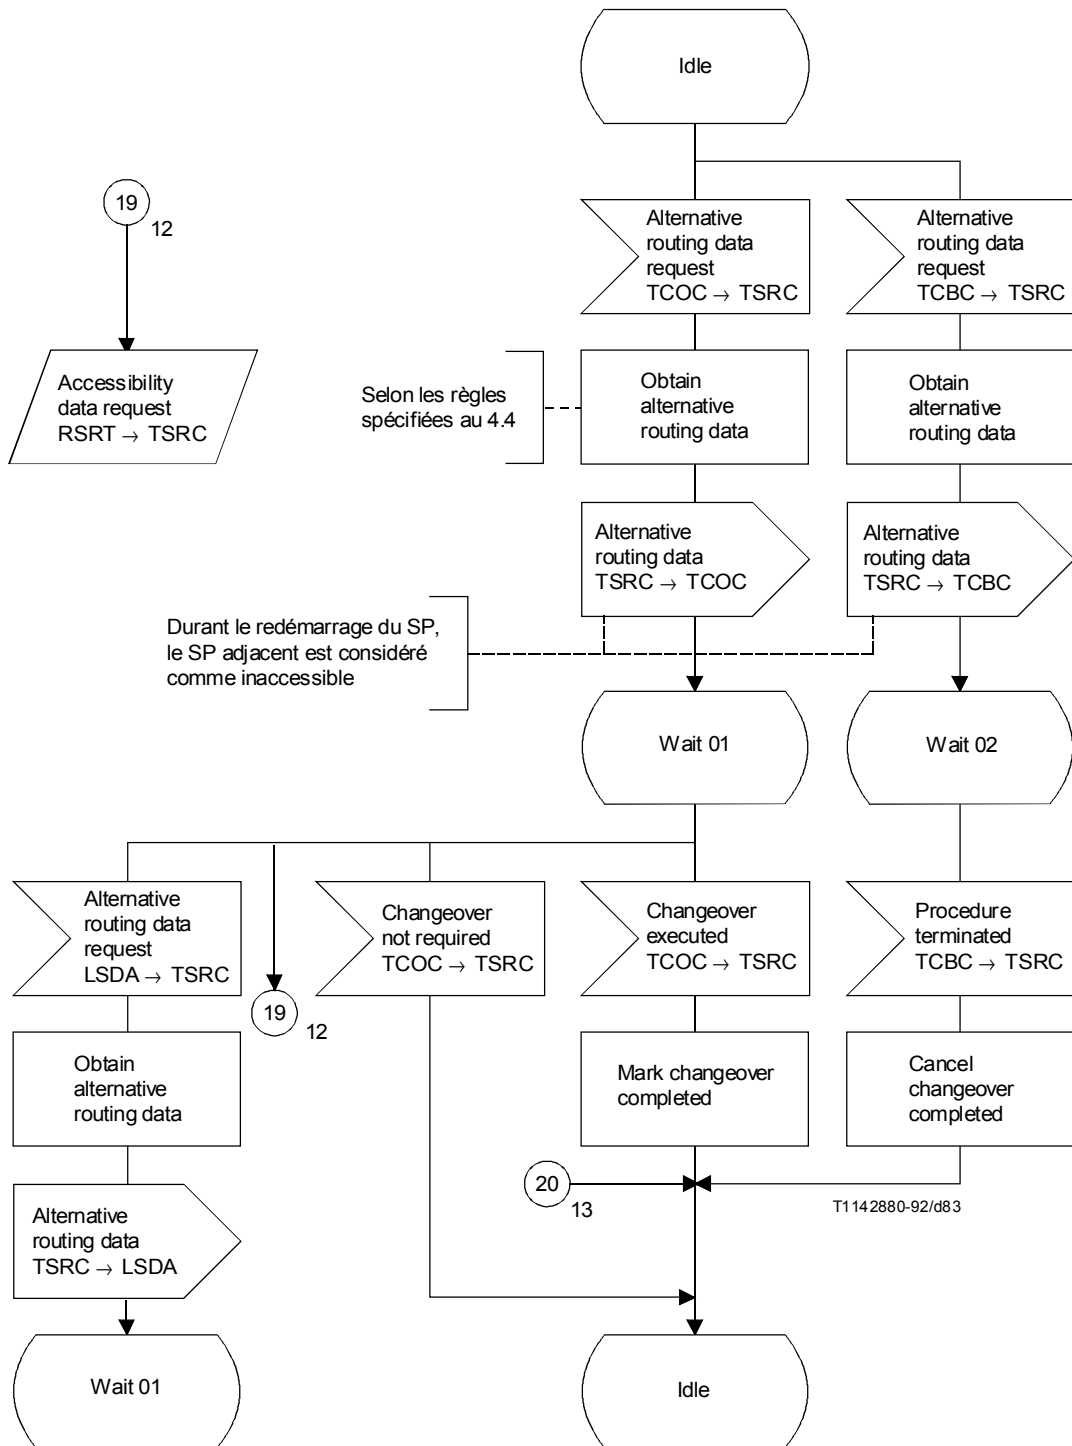 Idle
19
12
Alternative
routing data
request
TCOC → TSRC
Alternative
routing data
request
TCBC → TSRC
Accessibility
data request
RSRT → TSRC
Selon les règles
spécifiées au 4.4
Obtain
alternative
routing data
Obtain
alternative
routing data
Alternative
routing data
TSRC → TCOC
Alternative
routing data
TSRC → TCBC
Durant le redémarrage du SP,
le SP adjacent est considéré
comme inaccessible
Wait 01
Wait 02
Alternative
routing data
request
LSDA → TSRC
19
12
Changeover
not required
TCOC → TSRC
Changeover
executed
TCOC → TSRC
Procedure
terminated
TCBC → TSRC
Obtain
alternative
routing data
Mark changeover
completed
Cancel
changeover
completed
20
13
T1142880-92/d83
Alternative
routing data
TSRC → LSDA
Wait 01
Idle